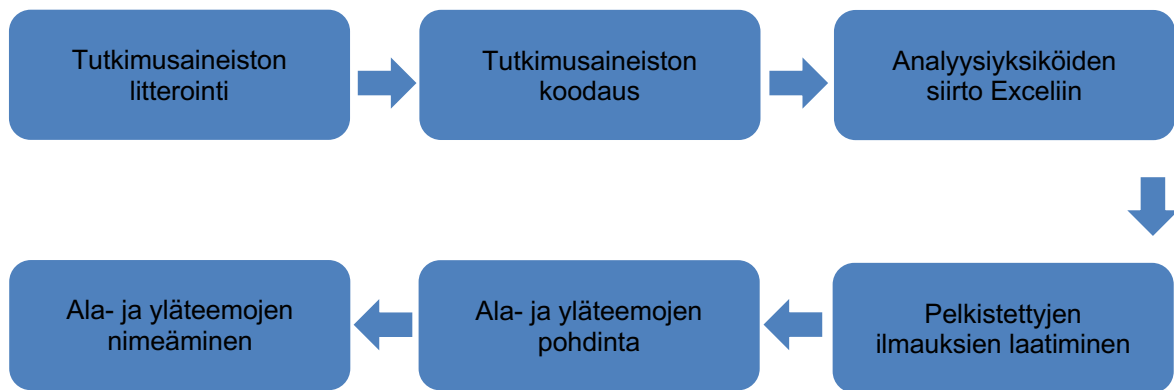 Tutkimusaineiston
litterointi
Tutkimusaineiston
koodaus
Analyysiyksiköiden
siirto Exceliin
Pelkistettyjen
ilmauksien laatiminen
Ala- ja yläteemojen
pohdinta
Ala- ja yläteemojen
nimeäminen